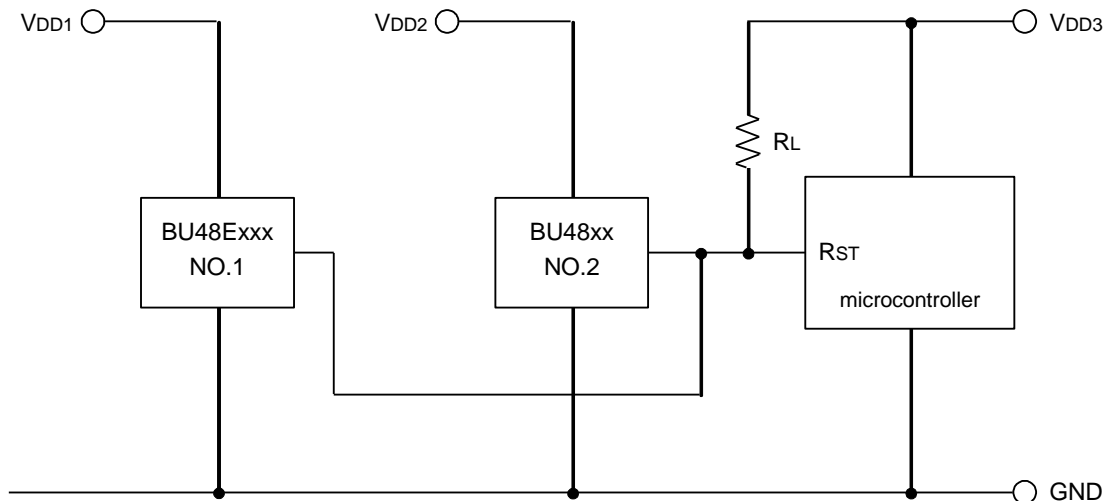 VDD1
VDD2
VDD3
RL
BU48Exxx
NO.1
BU48xx
NO.2
RST
microcontroller
GND